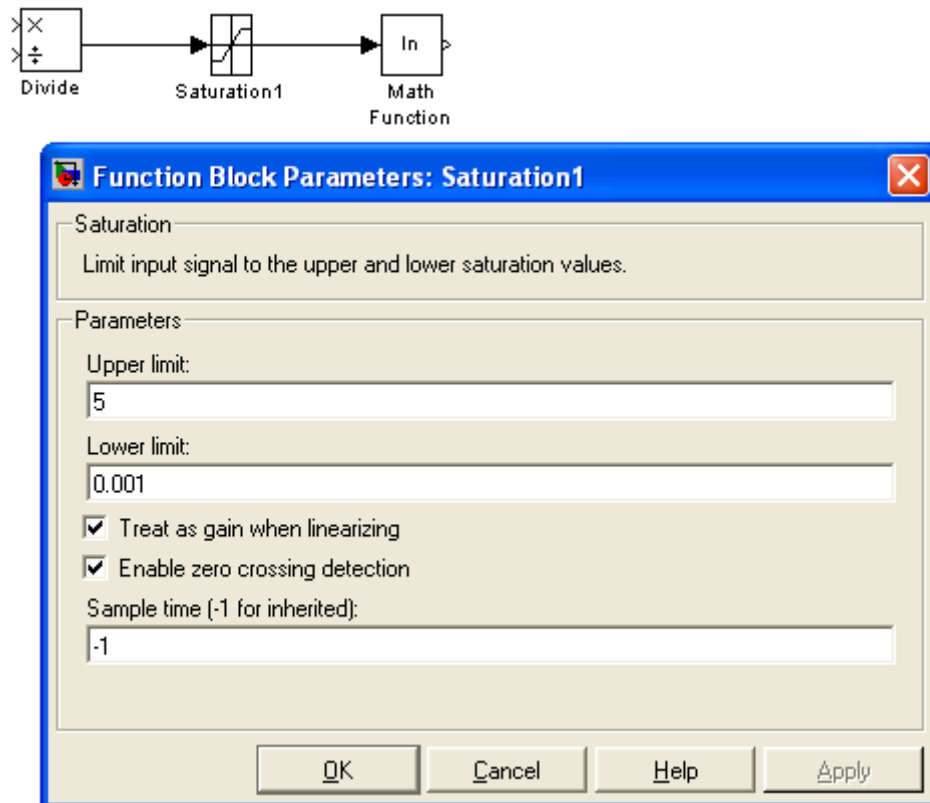 ×
÷
Divide
Saturation1
ln
Math
Function
Function Block Parameters: Saturation1
Saturation
Limit input signal to the upper and lower saturation values.
Parameters
Upper limit:
5
Lower limit:
0.001
Treat as gain when linearizing
Enable zero crossing detection
Sample time (-1 for inherited):
-1
OK
Cancel
Help
Apply